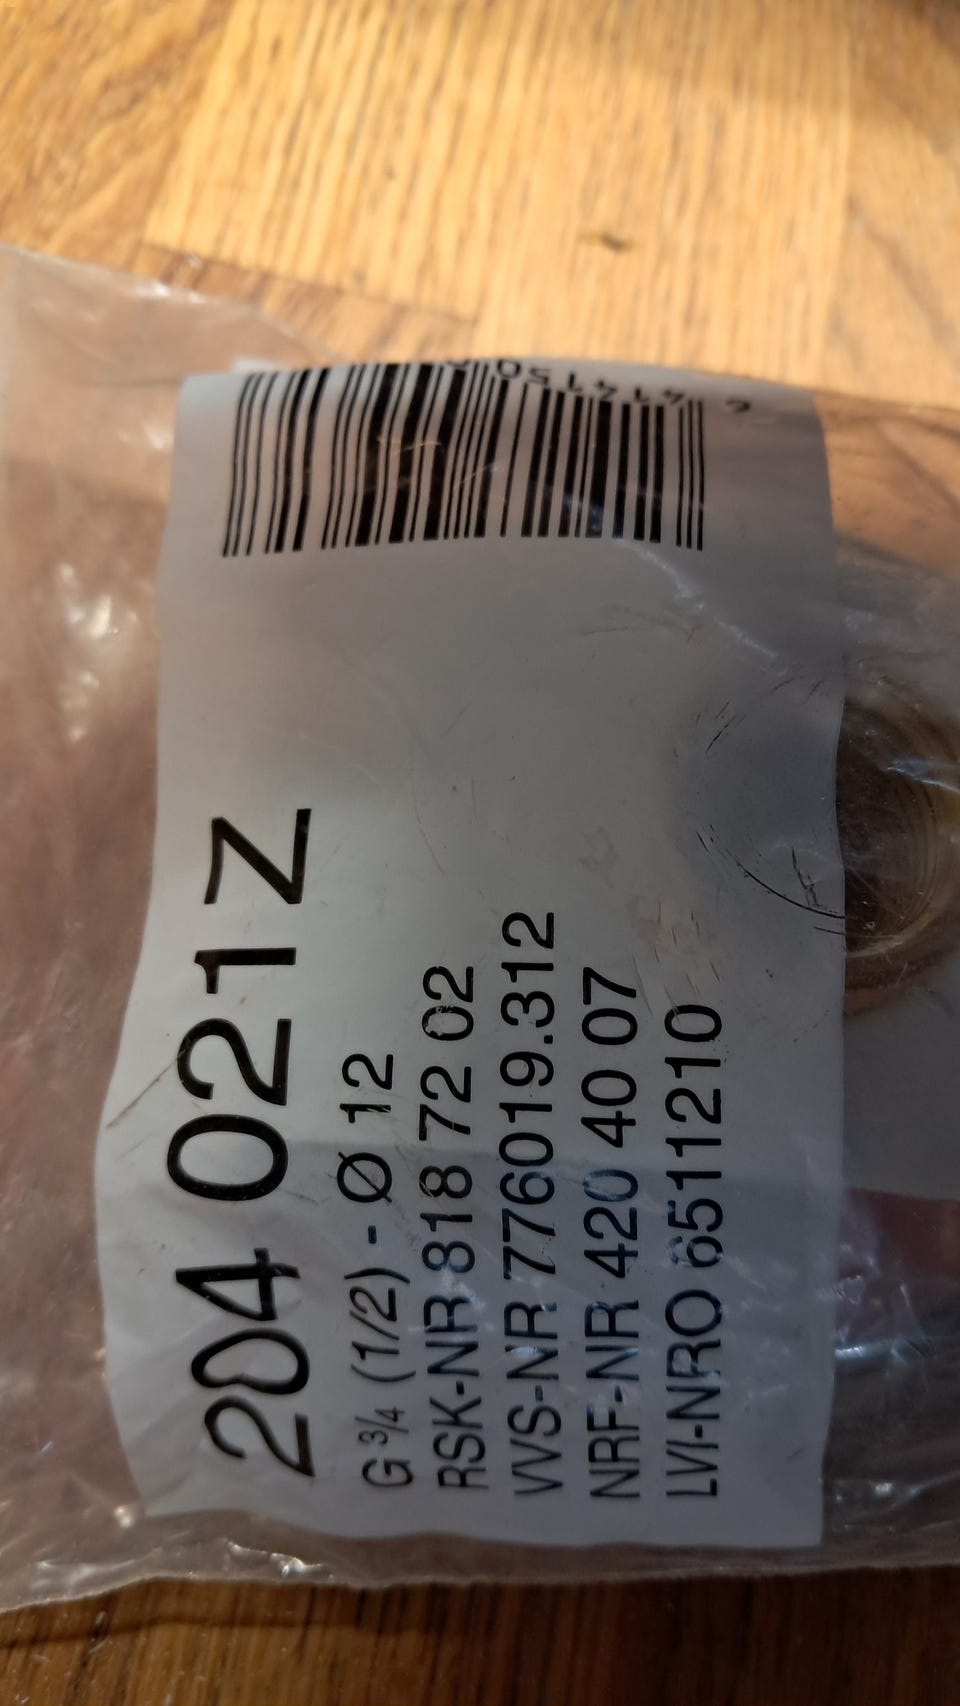 204 021Z
G ¾ (1/2) - Ø 12
RSK-NR 818 72 02
VVS-NR 776019.312
NRF-NR 420 40 07
LVI-NRO 6511210